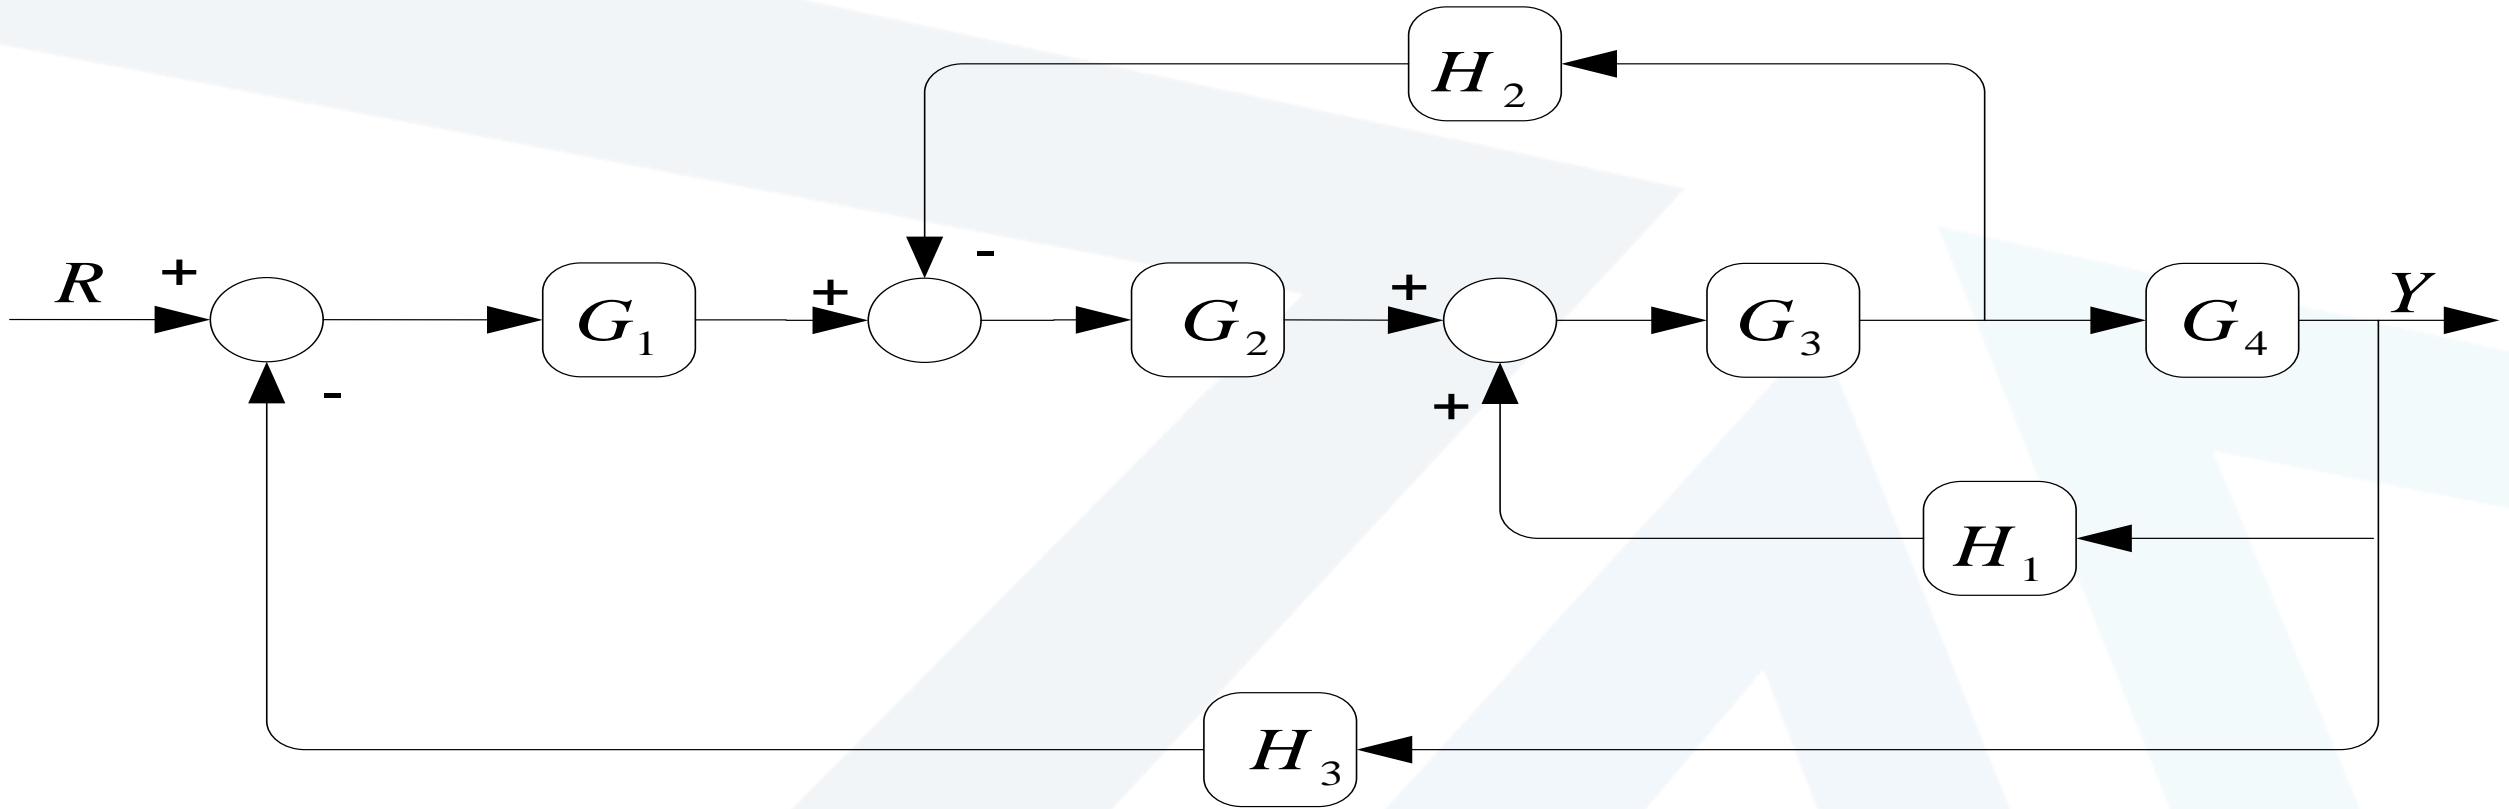 H2
-
R + G1 + G2 + G3 G4 Y
-
+
H1
H3